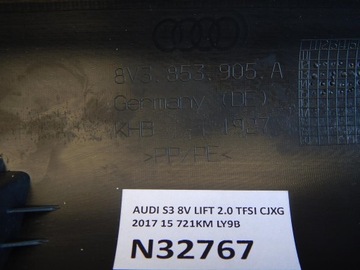 8V3.853.905.A
Germany (DE)
KHB
>PP/PE<
AUDI S3 8V LIFT 2.0 TFSI CJXG
2017 15 721KM LY9B
N32767